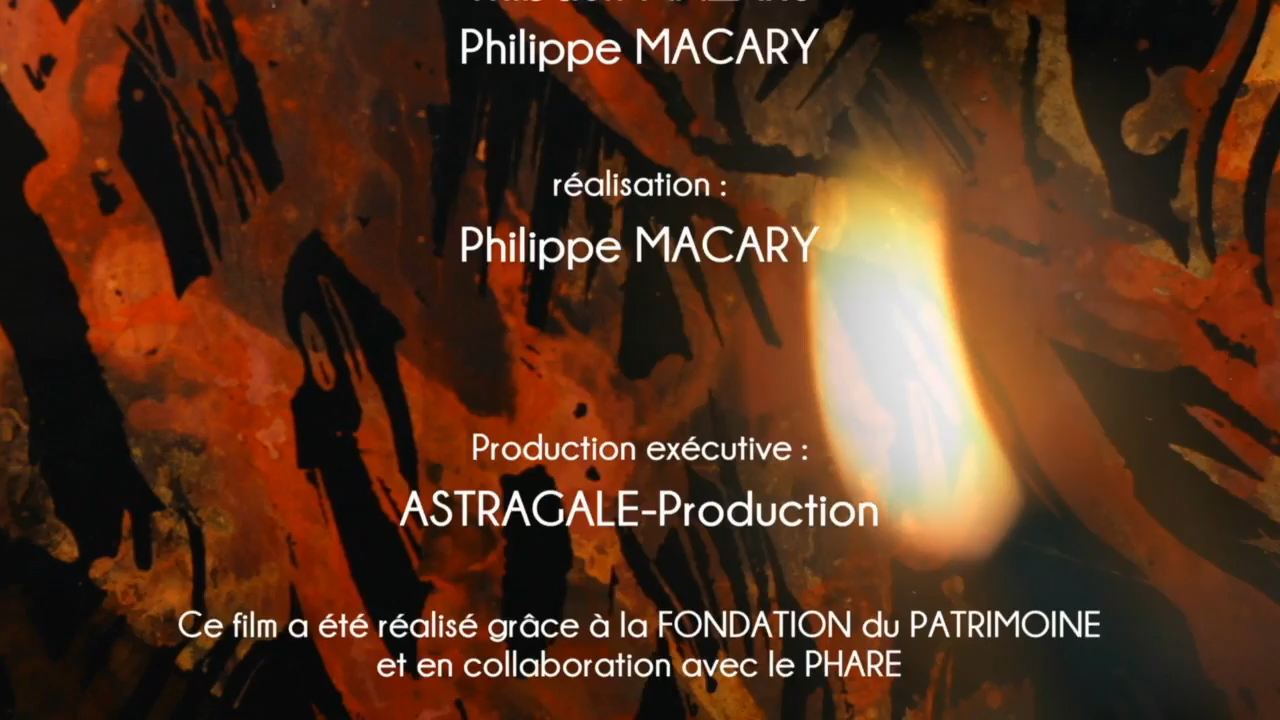 Philippe MACARY
réalisation :
Philippe MACARY
Production exécutive :
ASTRAGALE-Production
Ce film a été réalisé grâce à la FONDATION du PATRIMOINE
et en collaboration avec le PHARE